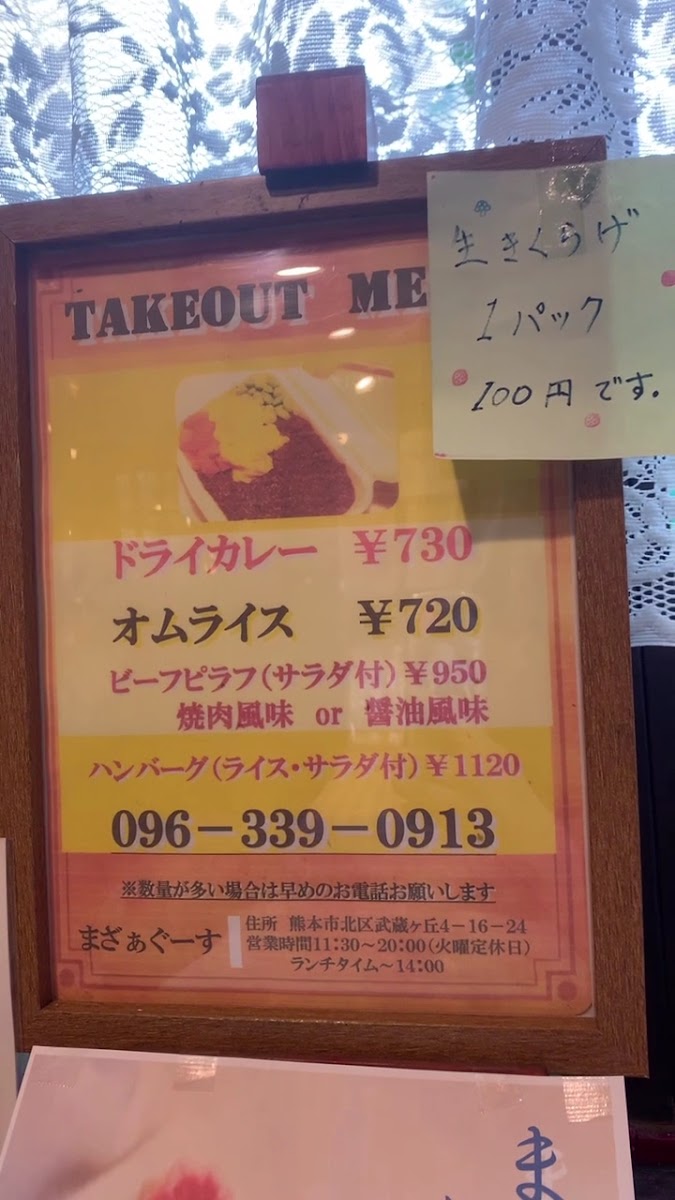 TAKEOUT ME
生きくらげ
1パック
100円です。
ドライカレー ￥730
オムライス ￥720
ビーフピラフ(サラダ付)￥950
焼肉風味 or 醤油風味
ハンバーグ(ライス・サラダ付)￥1120
096－339－0913
※数量が多い場合は早めのお電話お願いします
まざぁぐーす
住所 熊本市北区武蔵ヶ丘4－16－24
営業時間11:30～20:00(火曜定休日)
ランチタイム～14:00
ま